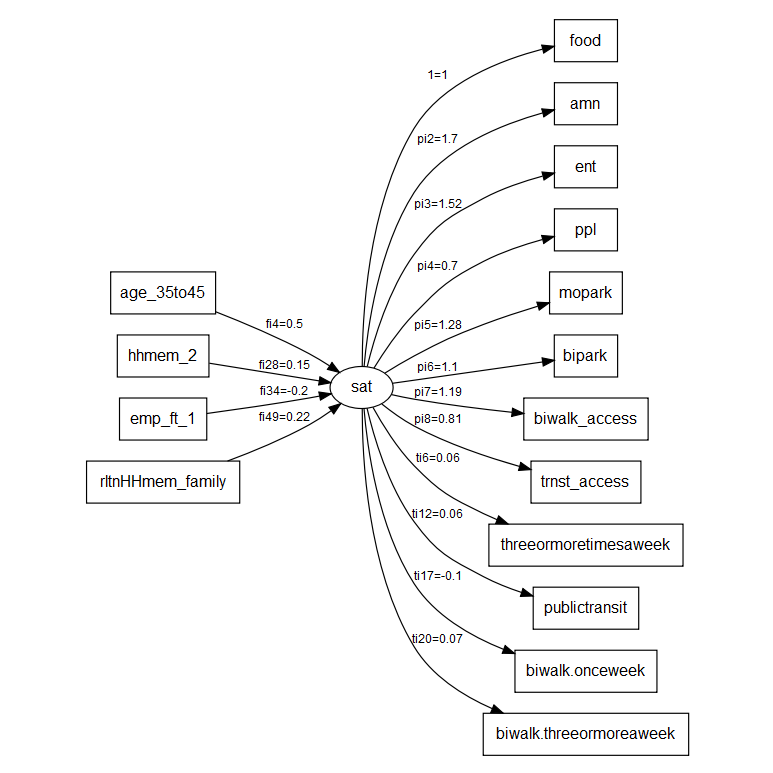 food
1=1
amn
pi2=1.7
ent
pi3=1.52
ppl
pi4=0.7
age_35to45
mopark
fi4=0.5
pi5=1.28
hhmem_2
bipark
fi28=0.15
pi6=1.1
sat
fi34=-0.2
pi7=1.19
emp_ft_1
fi49=0.22
pi8=0.81
biwalk_access
ti6=0.06
rltnHHmem_family
trnst_access
ti12=0.06
threeormoretimesaweek
ti17=-0.1
publictransit
ti20=0.07
biwalk.onceweek
biwalk.threeormoreaweek